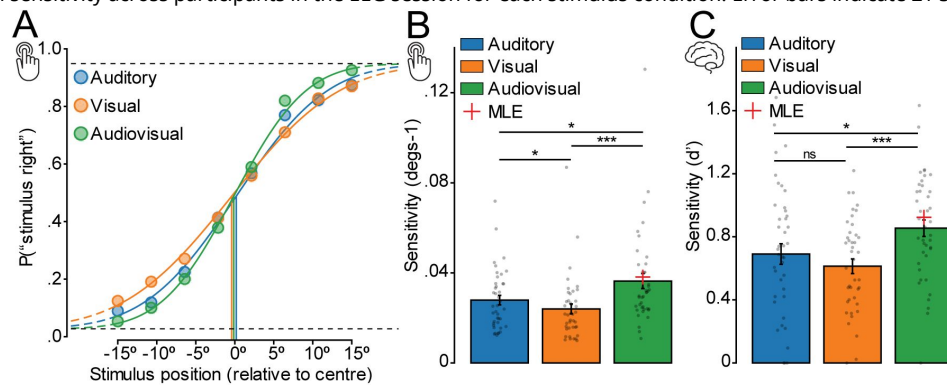 A
1.0
.8
.6
.4
.2
.0
P("stimulus right")
Auditory
Visual
Audiovisual
-15º -10º -5º 0º 5º 10º 15º
Stimulus position (relative to centre)
B
Auditory
Visual
Audiovisual
MLE
.12
.08
.04
0
Sensitivity (degs-1)
*
***
*
C
Auditory
Visual
Audiovisual
MLE
1.6
1.2
0.8
0.4
0
Sensitivity (d')
*
***
ns